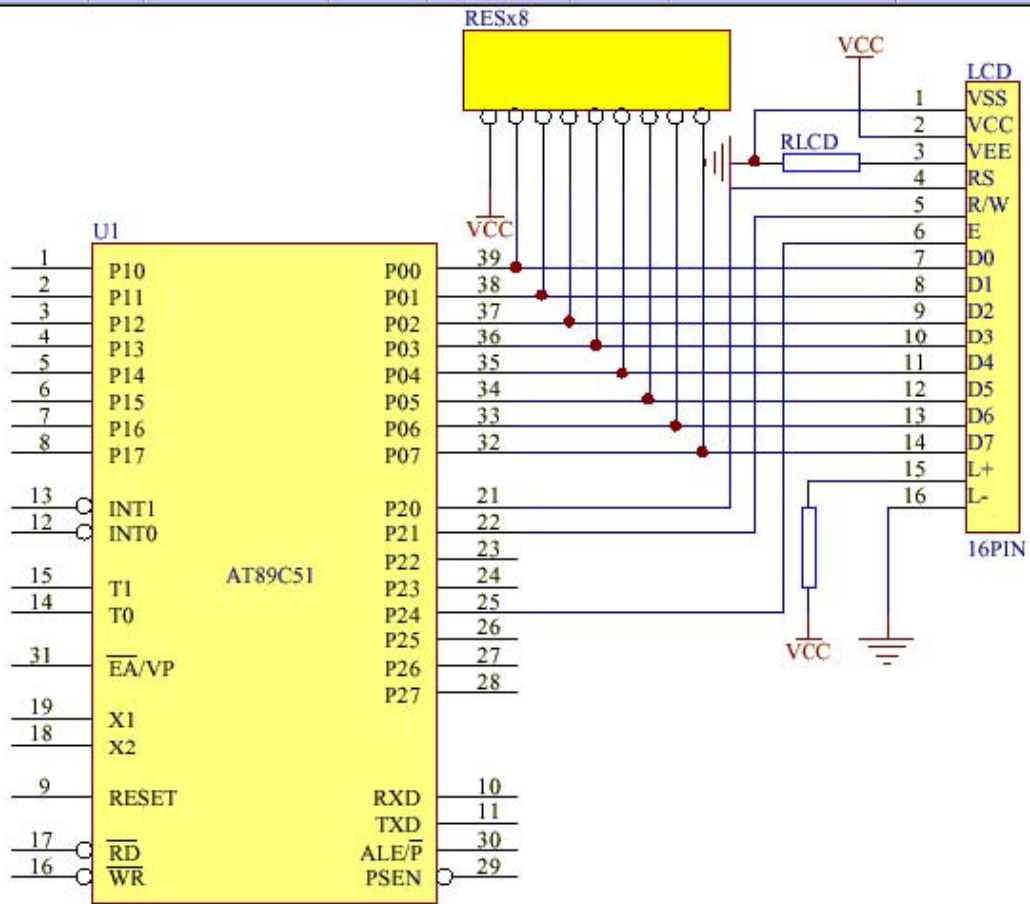 RESx8
VCC
LCD
1 VSS
2 VCC
RLCD
3 VEE
4 RS
5 R/W
VCC
6 E
U1
1 P10 P00 39 7 D0
2 P11 P01 38 8 D1
3 P12 P02 37 9 D2
4 P13 P03 36 10 D3
5 P14 P04 35 11 D4
6 P15 P05 34 12 D5
7 P16 P06 33 13 D6
8 P17 P07 32 14 D7
15 L+
16 L-
13 INT1 P20 21
12 INT0 P21 22
16PIN
P22 23
AT89C51
15 T1 P23 24
14 T0 P24 25
P25 26
VCC
31 EA/VP P26 27
P27 28
19 X1
18 X2
9 RESET RXD 10
TXD 11
17 RD ALE/P 30
16 WR PSEN 29